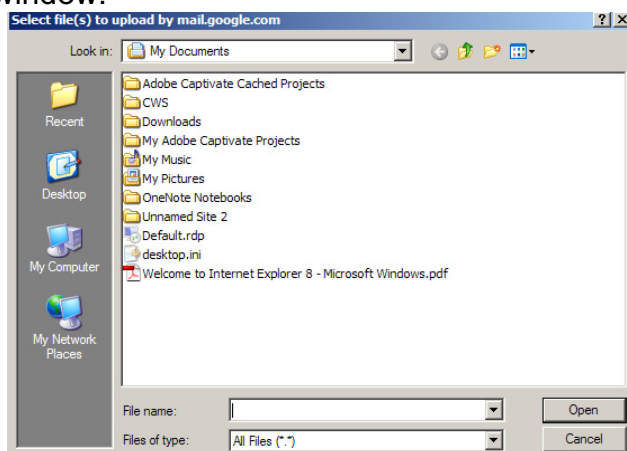 window.
Select file(s) to upload by mail.google.com
Look in: My Documents
Recent
Desktop
My Computer
My Network
Places
Adobe Captivate Cached Projects
CWS
Downloads
My Adobe Captivate Projects
My Music
My Pictures
OneNote Notebooks
Unnamed Site 2
Default.rdp
desktop.ini
Welcome to Internet Explorer 8 - Microsoft Windows.pdf
File name:
Open
Files of type: All Files (*.*)
Cancel